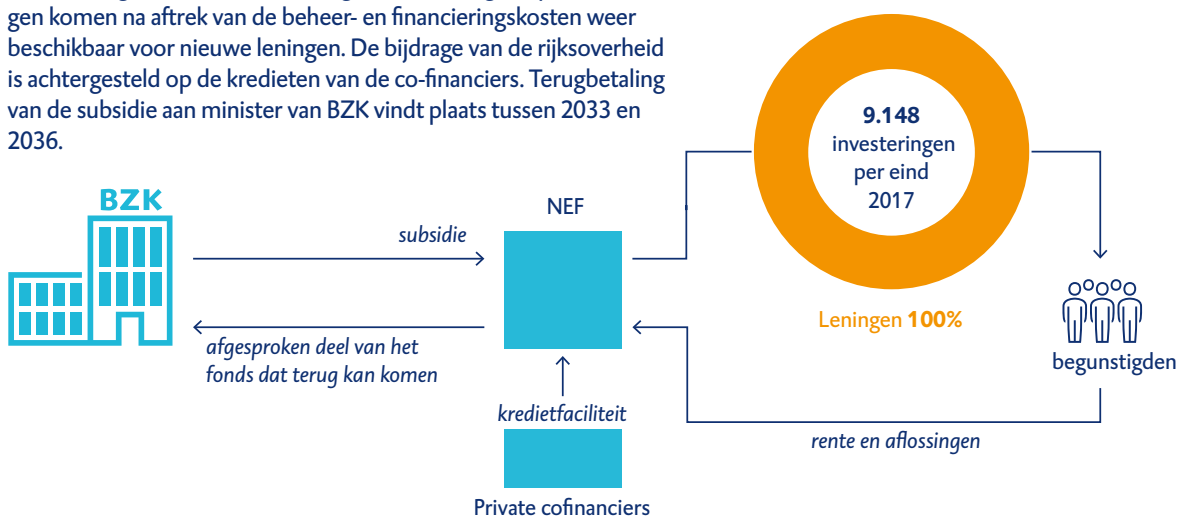 gen komen na aftrek van de beheer- en financieringskosten weer
beschikbaar voor nieuwe leningen. De bijdrage van de rijksoverheid
is achtergesteld op de kredieten van de co-financiers. Terugbetaling
van de subsidie aan minister van BZK vindt plaats tussen 2033 en
2036.
9.148
investeringen
per eind
2017
BZK
NEF
subsidie
Leningen 100%
afgesproken deel van het
fonds dat terug kan komen
begunstigden
kredietfaciliteit
rente en aflossingen
Private cofinanciers